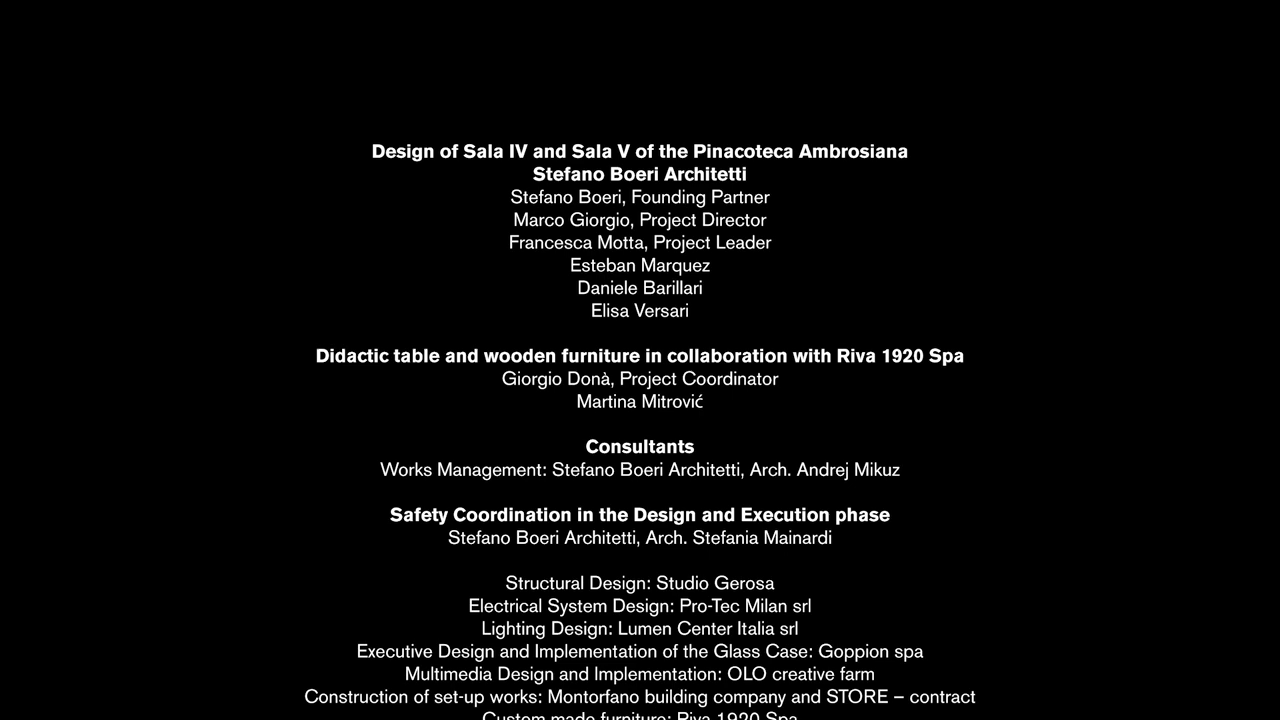 Design of Sala IV and Sala V of the Pinacoteca Ambrosiana
Stefano Boeri Architetti
Stefano Boeri, Founding Partner
Marco Giorgio, Project Director
Francesca Motta, Project Leader
Esteban Marquez
Daniele Barillari
Elisa Versari
Didactic table and wooden furniture in collaboration with Riva 1920 Spa
Giorgio Donà, Project Coordinator
Martina Mitrović
Consultants
Works Management: Stefano Boeri Architetti, Arch. Andrej Mikuz
Safety Coordination in the Design and Execution phase
Stefano Boeri Architetti, Arch. Stefania Mainardi
Structural Design: Studio Gerosa
Electrical System Design: Pro-Tec Milan srl
Lighting Design: Lumen Center Italia srl
Executive Design and Implementation of the Glass Case: Goppion spa
Multimedia Design and Implementation: OLO creative farm
Construction of set-up works: Montorfano building company and STORE – contract
Custom made furniture: Riva 1920 Spa